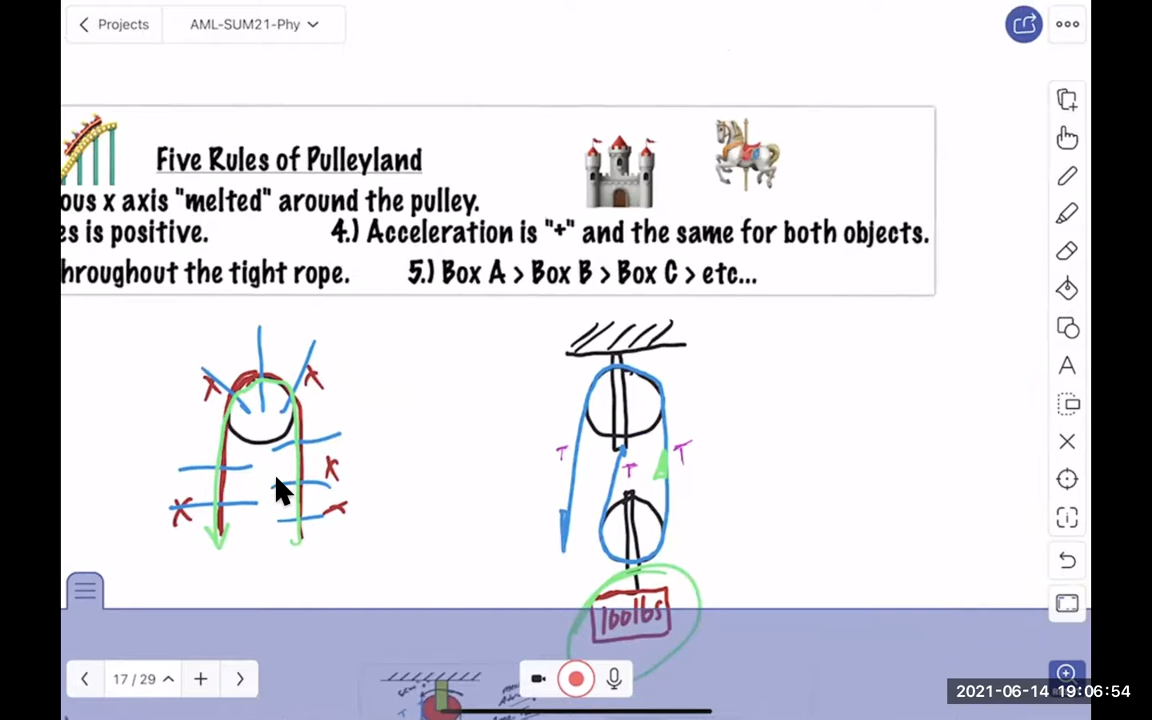 Projects
AML-SUM21-Phy
Five Rules of Pulleyland
ous x axis "melted" around the pulley.
es is positive. 4.) Acceleration is "+" and the same for both objects.
hroughout the tight rope. 5.) Box A > Box B > Box C > etc...
X X
T T T
X
X
100lbs
17 / 29
2021-06-14 19:06:54